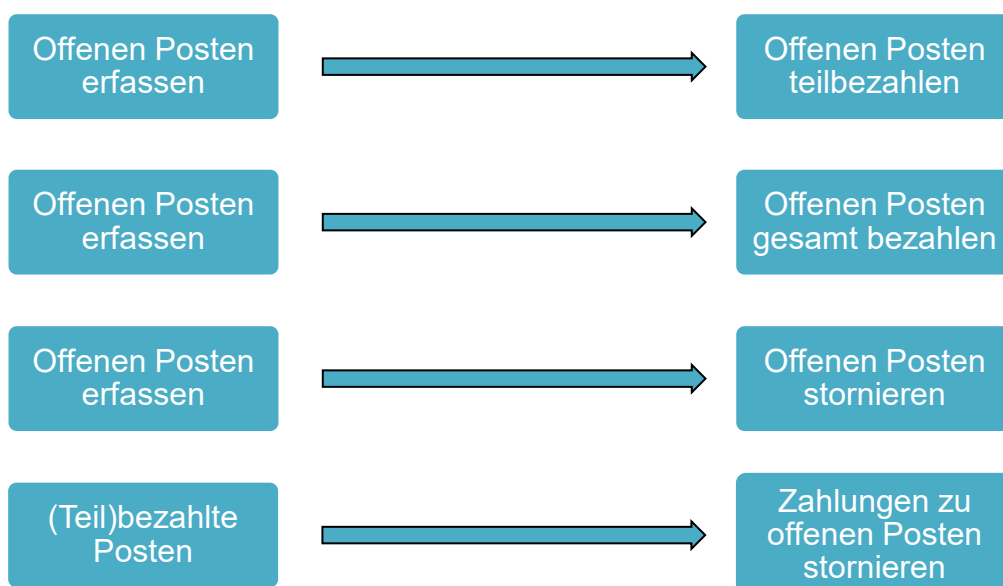 Offenen Posten
erfassen
Offenen Posten
teilbezahlen
Offenen Posten
erfassen
Offenen Posten
gesamt bezahlen
Offenen Posten
erfassen
Offenen Posten
stornieren
(Teil)bezahlte
Posten
Zahlungen zu
offenen Posten
stornieren